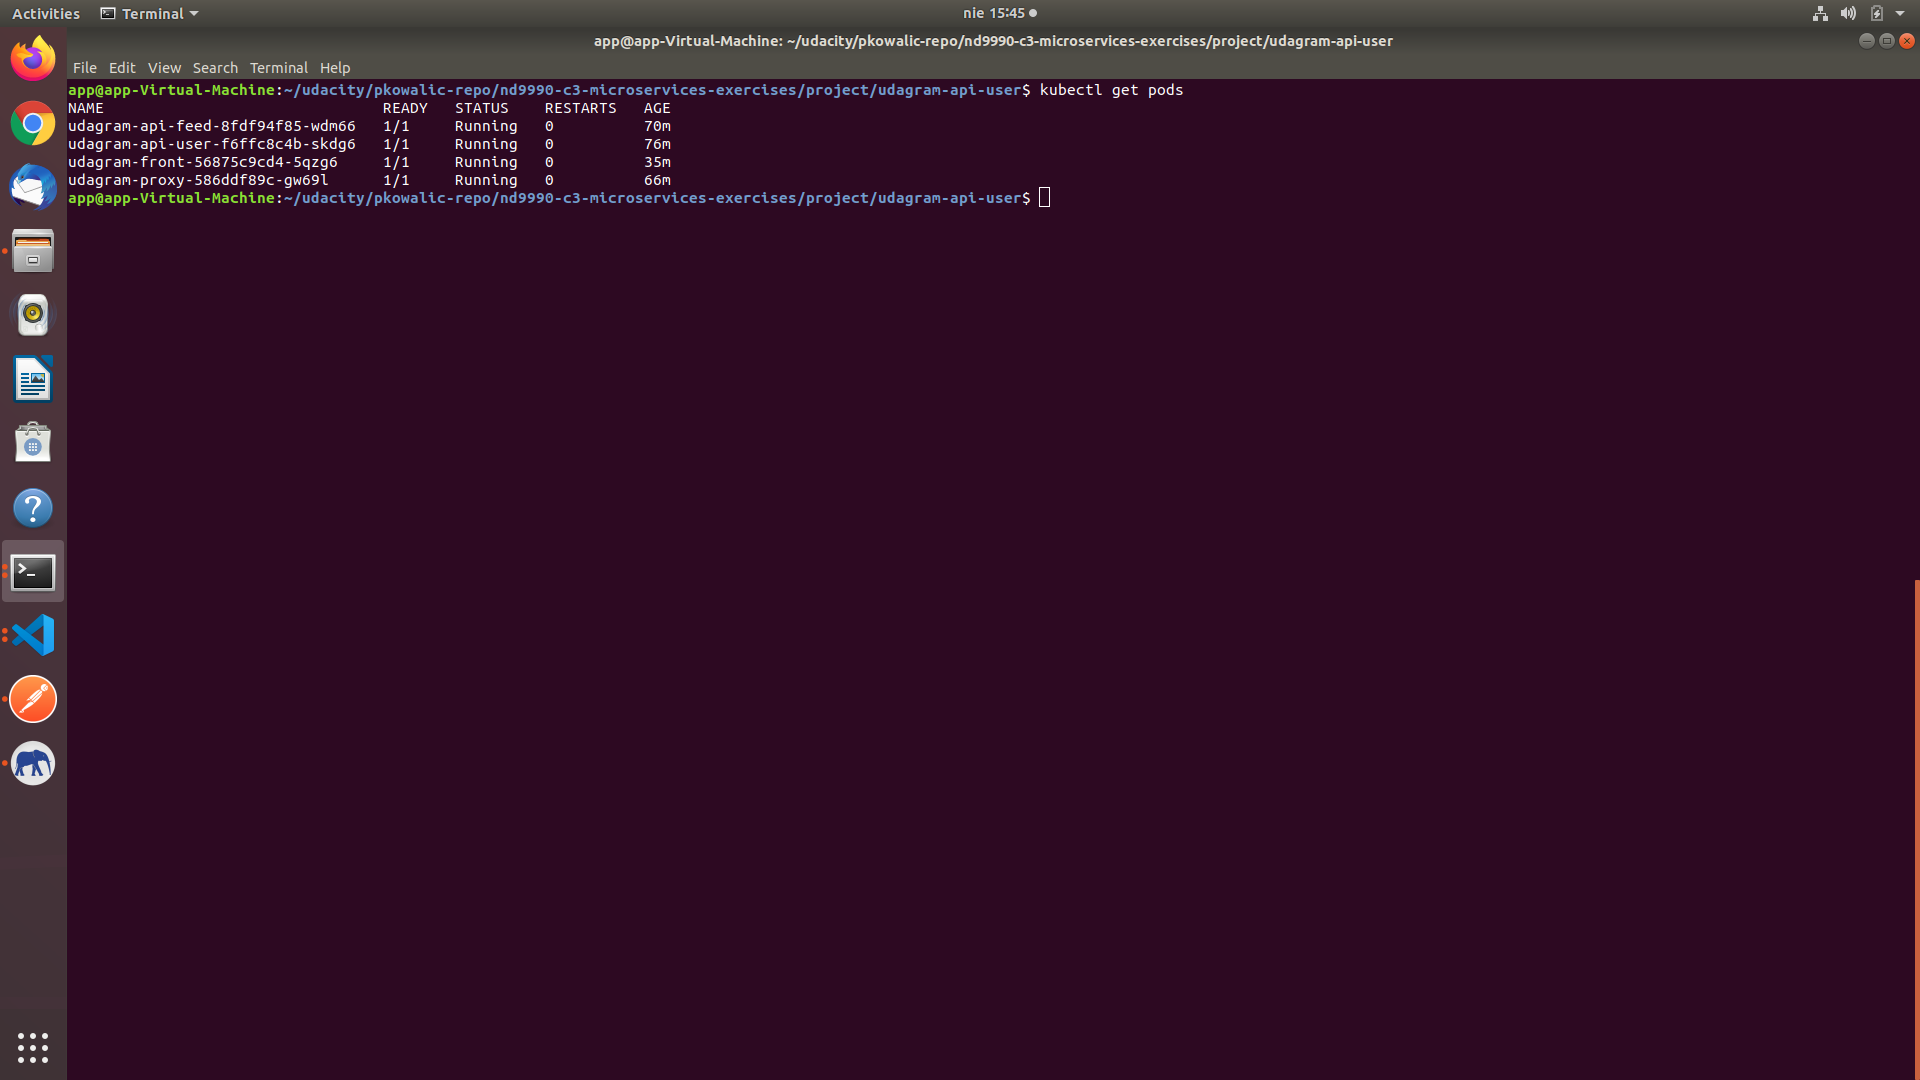 Activities Terminal nie 15:45
app@app-Virtual-Machine: ~/udacity/pkowalic-repo/nd9990-c3-microservices-exercises/project/udagram-api-user
File Edit View Search Terminal Help
app@app-Virtual-Machine:~/udacity/pkowalic-repo/nd9990-c3-microservices-exercises/project/udagram-api-user$ kubectl get pods
NAME READY STATUS RESTARTS AGE
udagram-api-feed-8fdf94f85-wdm66 1/1 Running 0 70m
udagram-api-user-f6ffc8c4b-skdg6 1/1 Running 0 76m
udagram-front-56875c9cd4-5qzg6 1/1 Running 0 35m
udagram-proxy-586ddf89c-gw69l 1/1 Running 0 66m
app@app-Virtual-Machine:~/udacity/pkowalic-repo/nd9990-c3-microservices-exercises/project/udagram-api-user$